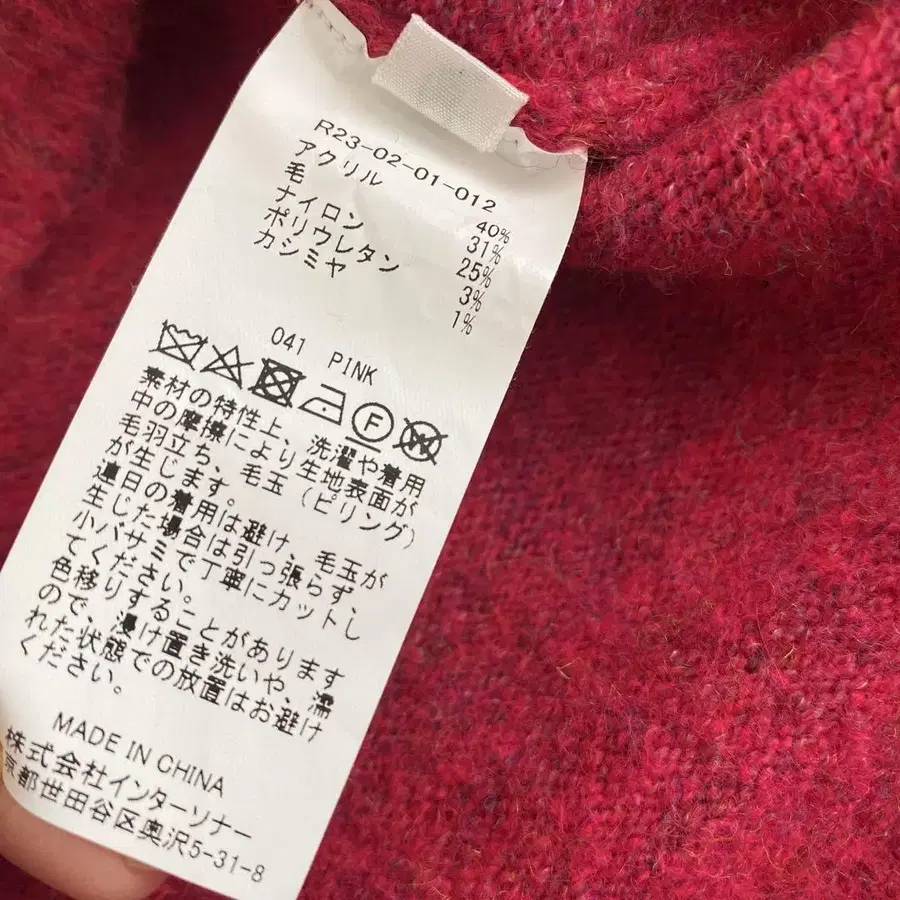 R23-02-01-012
アクリル 40%
毛 31%
ナイロン 25%
ポリウレタン 3%
カシミヤ 1%
041 PINK
F
W
素材の特性上、洗濯や着用
中の摩擦により生地表面が
毛羽立ち、毛玉(ピリング)
が生じます。
連日の着用は避け、毛玉が
生じた場合は引っ張らず、
小バサミで丁寧にカットし
てください。
色移りすることがあります
ので、浸け置き洗いや、濡
れた状態での放置はお避け
ください。
MADE IN CHINA
株式会社インターソナー
京都世田谷区奥沢5-31-8